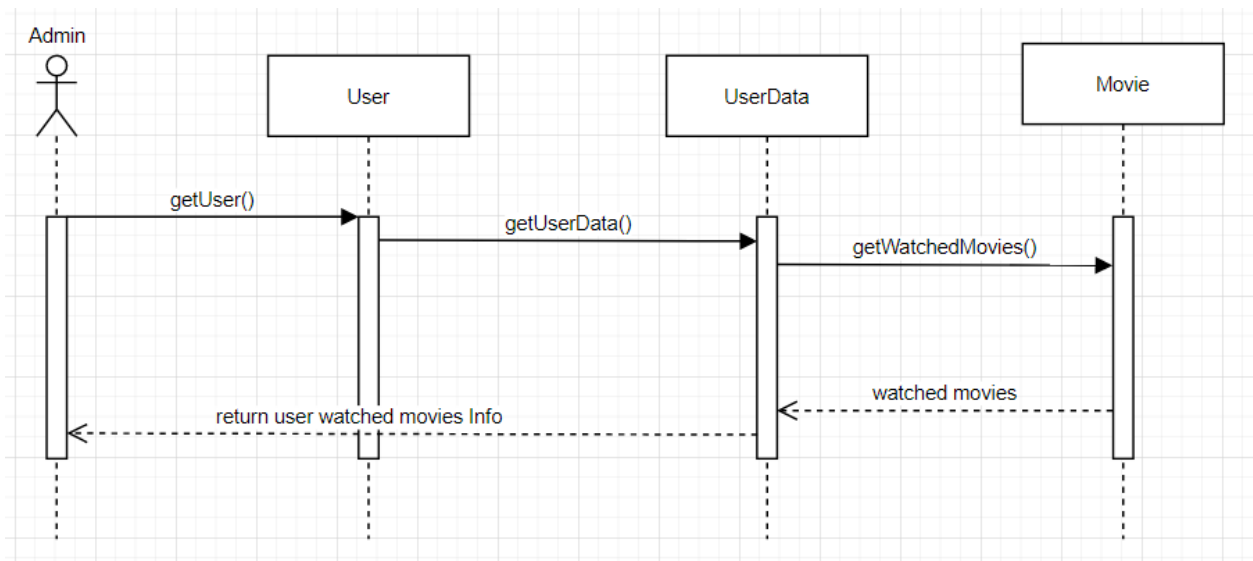 Admin
User
UserData
Movie
getUser()
getUserData()
getWatchedMovies()
watched movies
return user watched movies Info